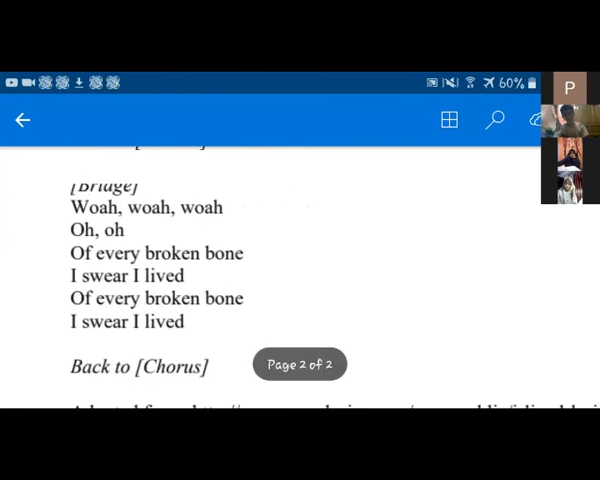 60%
P
[Bridge]
Woah, woah, woah
Oh, oh
Of every broken bone
I swear I lived
Of every broken bone
I swear I lived
Back to [Chorus]
Page 2 of 2